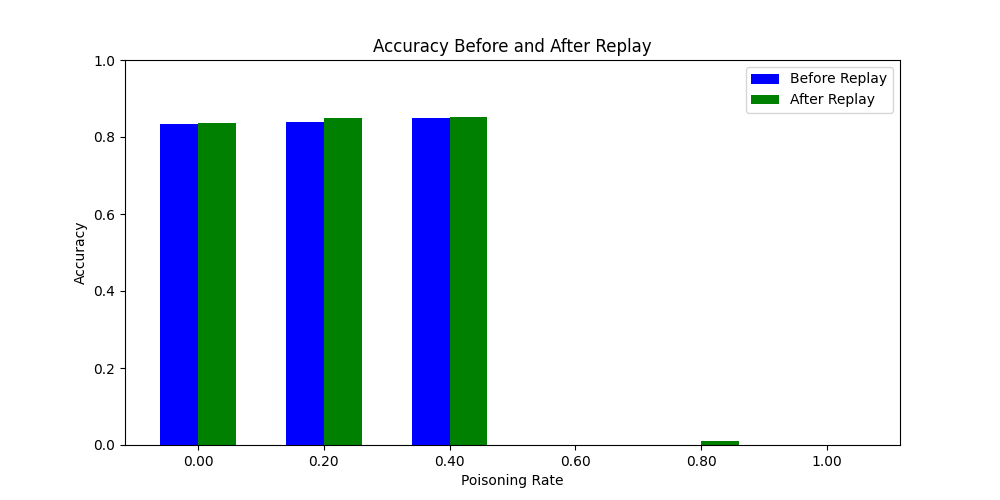 Accuracy Before and After Replay
1.0
0.8
0.6
0.4
0.2
0.0
Accuracy
Before Replay
After Replay
0.00 0.20 0.40 0.60 0.80 1.00
Poisoning Rate